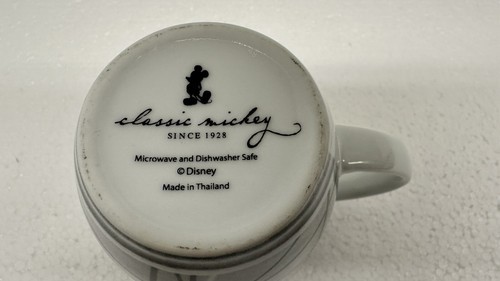 classic mickey
SINCE 1928
Microwave and Dishwasher Safe
© Disney
Made in Thailand